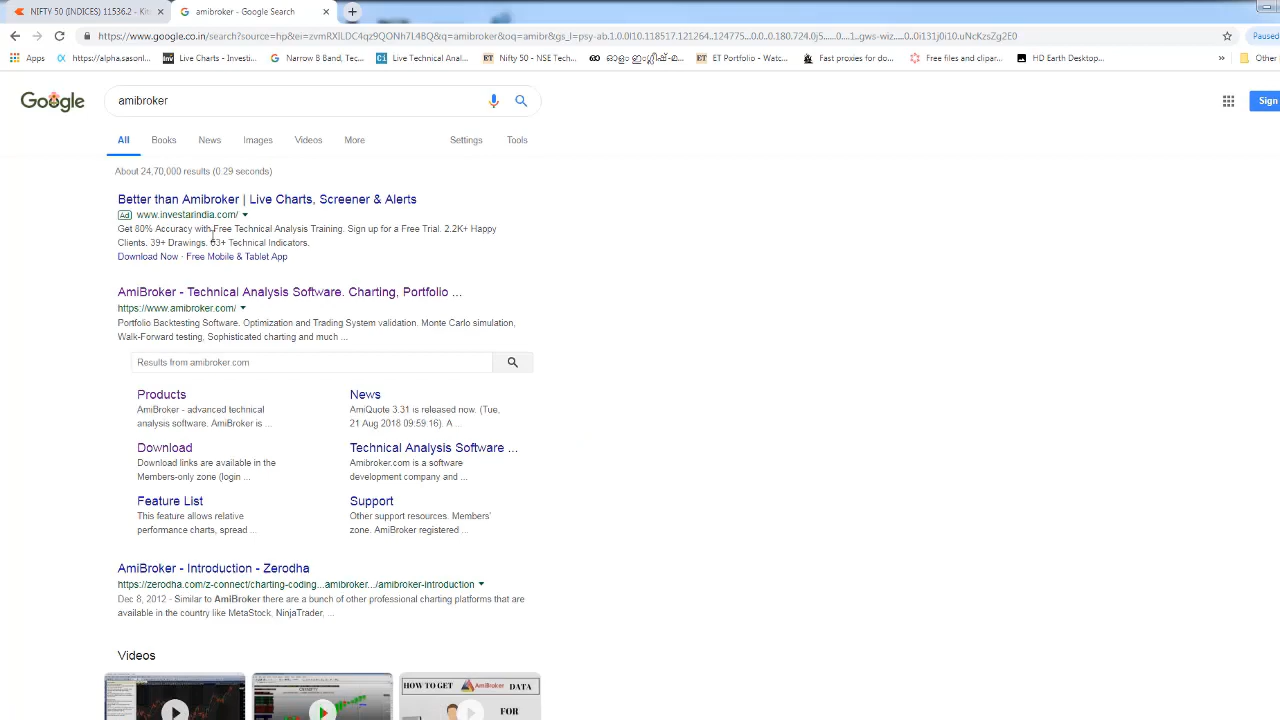 NIFTY 50 (INDICES) 11536.2 - Kit
amibroker - Google Search
https://www.google.co.in/search?source=hp&ei=zvmRXILDC4qz9QONh7L48Q&q=amibroker&oq=amibr&gs_l=psy-ab.1.0.0l10.118517.121264..124775...0.0..0.180.724.0j5......0....1..gws-wiz.....0..0i131j0i10.uNcKzsZg2E0
Paused
Apps https://alpha.sasonl... Live Charts - Investi... Narrow B Band, Tec... Live Technical Anal... Nifty 50 - NSE Tech... ഓളം ഇംഗ്ലീഷ്-മ... ET Portfolio - Watc... Fast proxies for do... Free files and clipar... HD Earth Desktop... » Other
Google
amibroker
Sign
All Books News Images Videos More Settings Tools
About 24,70,000 results (0.29 seconds)
Better than Amibroker | Live Charts, Screener & Alerts
Ad www.investarindia.com/
Get 80% Accuracy with Free Technical Analysis Training. Sign up for a Free Trial. 2.2K+ Happy
Clients. 39+ Drawings. 63+ Technical Indicators.
Download Now · Free Mobile & Tablet App
AmiBroker - Technical Analysis Software. Charting, Portfolio ...
https://www.amibroker.com/
Portfolio Backtesting Software. Optimization and Trading System validation. Monte Carlo simulation,
Walk-Forward testing, Sophisticated charting and much ...
Results from amibroker.com
Products
AmiBroker - advanced technical
analysis software. AmiBroker is ...
News
AmiQuote 3.31 is released now. (Tue,
21 Aug 2018 09:59 16). A ...
Download
Download links are available in the
Members-only zone (login ...
Technical Analysis Software ...
Amibroker.com is a software
development company and ...
Feature List
This feature allows relative
performance charts, spread ...
Support
Other support resources. Members'
zone. AmiBroker registered ...
AmiBroker - Introduction - Zerodha
https://zerodha.com/z-connect/charting-coding...amibroker.../amibroker-introduction
Dec 8, 2012 - Similar to AmiBroker there are a bunch of other professional charting platforms that are
available in the country like MetaStock, NinjaTrader, ...
Videos
HOW TO GET AmiBroker DATA
FOR